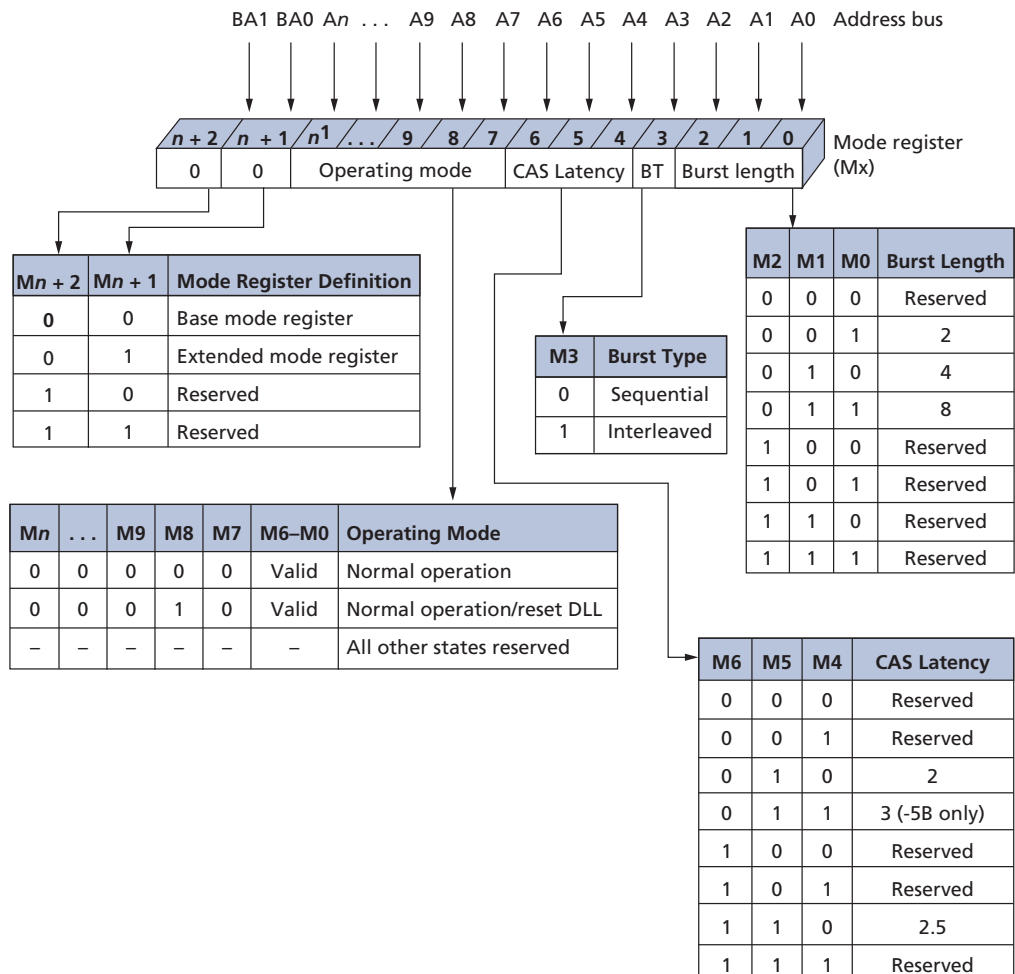 BA1 BA0 An . . . A9 A8 A7 A6 A5 A4 A3 A2 A1 A0 Address bus
n + 2 n + 1 n1 . . . 9 8 7 6 5 4 3 2 1 0
Mode register
(Mx)
0 0 Operating mode CAS Latency BT Burst length
Mn + 2 Mn + 1 Mode Register Definition
0 0 Base mode register
0 1 Extended mode register
1 0 Reserved
1 1 Reserved
M3 Burst Type
0 Sequential
1 Interleaved
M2 M1 M0 Burst Length
0 0 0 Reserved
0 0 1 2
0 1 0 4
0 1 1 8
1 0 0 Reserved
1 0 1 Reserved
1 1 0 Reserved
1 1 1 Reserved
Mn . . . M9 M8 M7 M6–M0 Operating Mode
0 0 0 0 0 Valid Normal operation
0 0 0 1 0 Valid Normal operation/reset DLL
– – – – – – All other states reserved
M6 M5 M4 CAS Latency
0 0 0 Reserved
0 0 1 Reserved
0 1 0 2
0 1 1 3 (-5B only)
1 0 0 Reserved
1 0 1 Reserved
1 1 0 2.5
1 1 1 Reserved